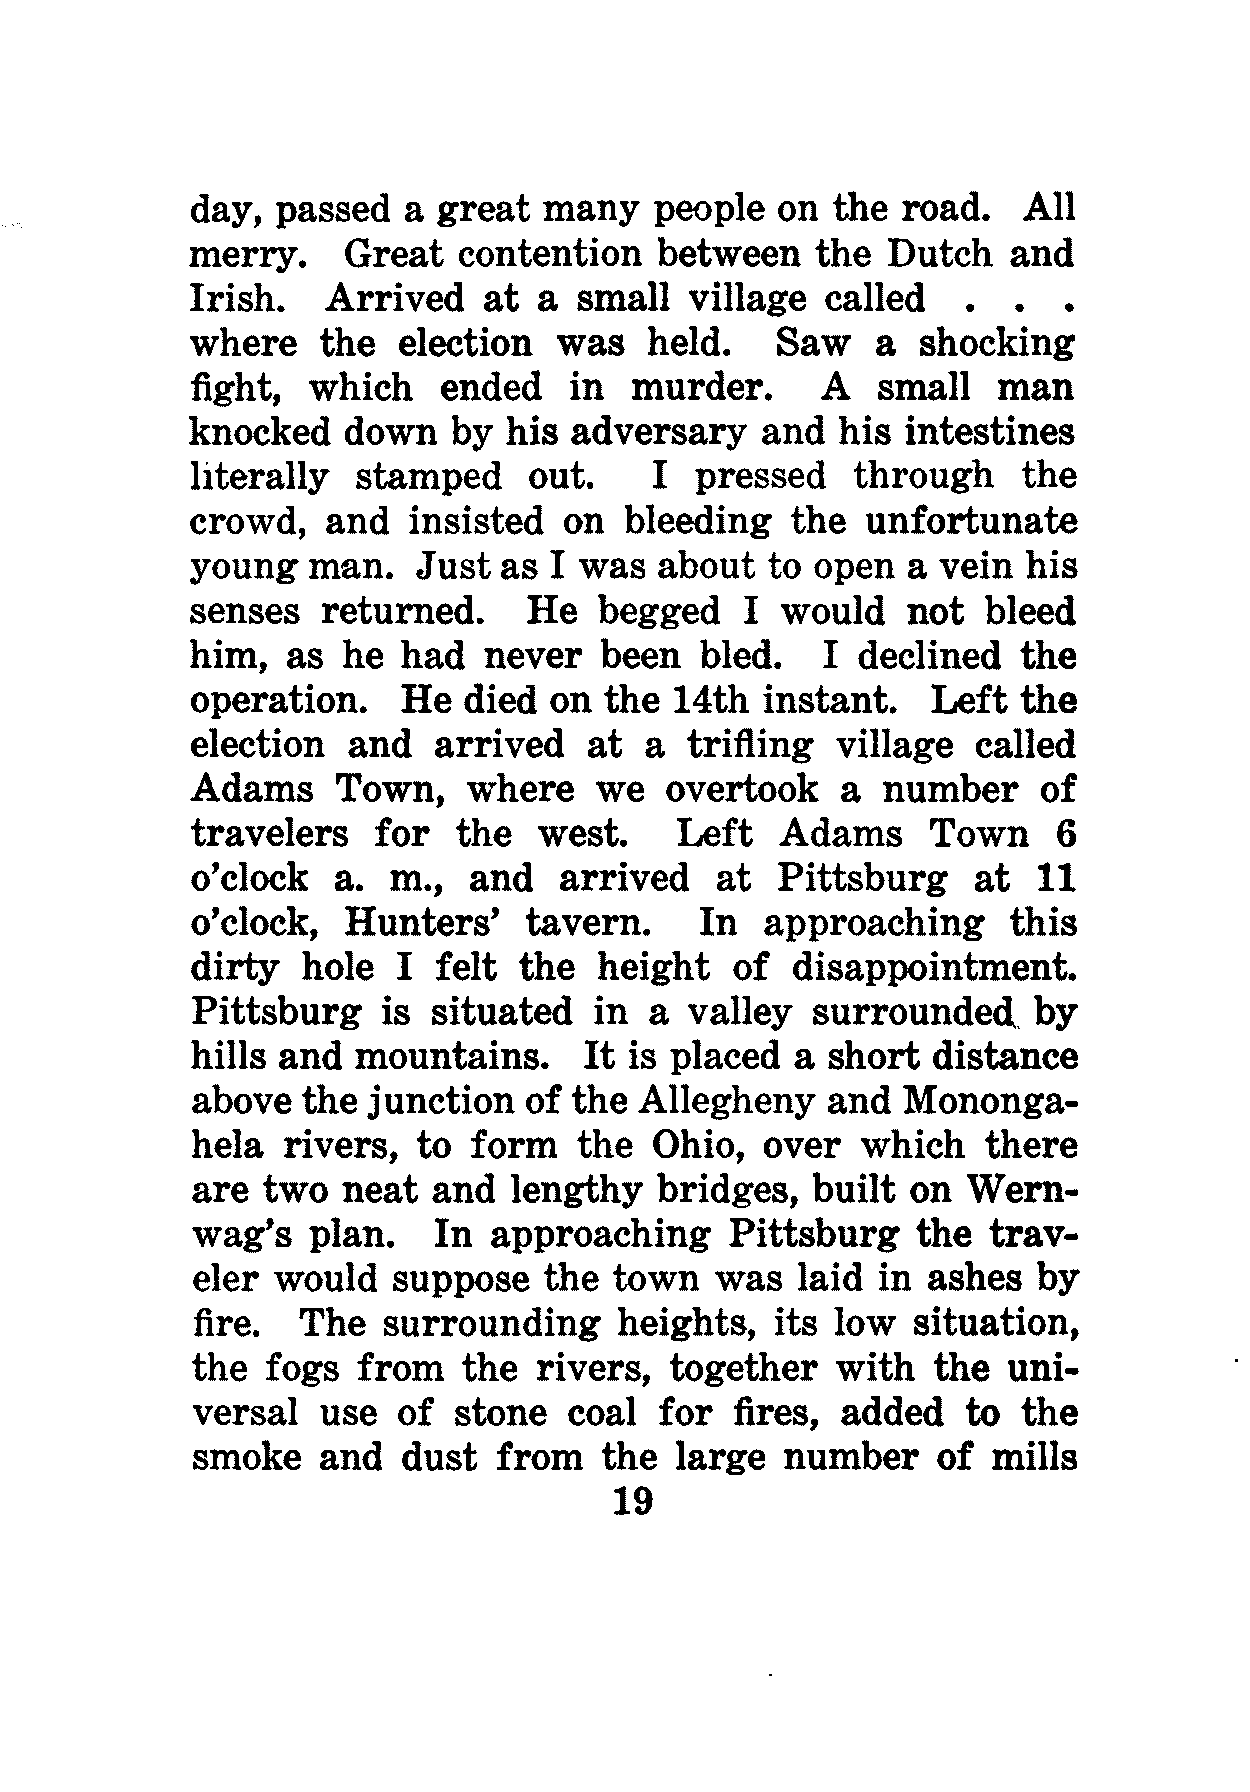 day, passed a great many people on the road. All
merry. Great contention between the Dutch and
Irish. Arrived at a small village called . . .
where the election was held. Saw a shocking
fight, which ended in murder. A small man
knocked down by his adversary and his intestines
literally stamped out. I pressed through the
crowd, and insisted on bleeding the unfortunate
young man. Just as I was about to open a vein his
senses returned. He begged I would not bleed
him, as he had never been bled. I declined the
operation. He died on the 14th instant. Left the
election and arrived at a trifling village called
Adams Town, where we overtook a number of
travelers for the west. Left Adams Town 6
o'clock a. m., and arrived at Pittsburg at 11
o'clock, Hunters' tavern. In approaching this
dirty hole I felt the height of disappointment.
Pittsburg is situated in a valley surrounded by
hills and mountains. It is placed a short distance
above the junction of the Allegheny and Mononga-
hela rivers, to form the Ohio, over which there
are two neat and lengthy bridges, built on Wern-
wag's plan. In approaching Pittsburg the trav-
eler would suppose the town was laid in ashes by
fire. The surrounding heights, its low situation,
the fogs from the rivers, together with the uni-
versal use of stone coal for fires, added to the
smoke and dust from the large number of mills
19